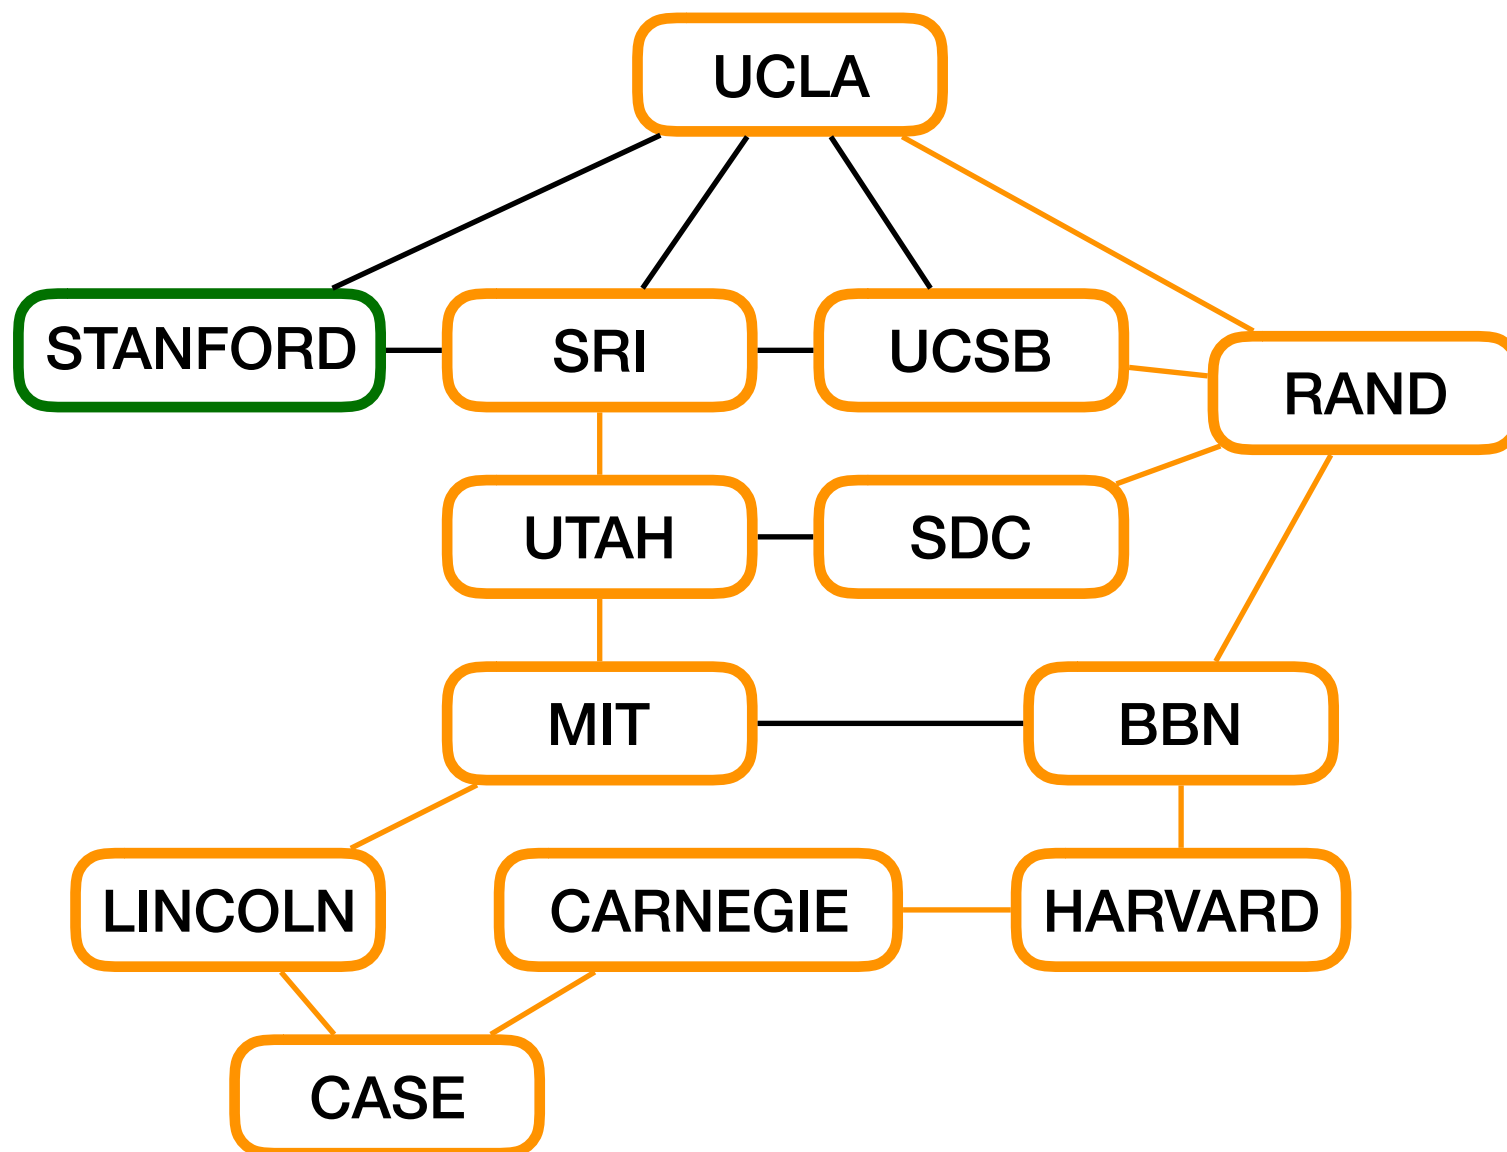 UCLA
STANFORD
SRI
UCSB
RAND
UTAH
SDC
MIT
BBN
LINCOLN
CARNEGIE
HARVARD
CASE